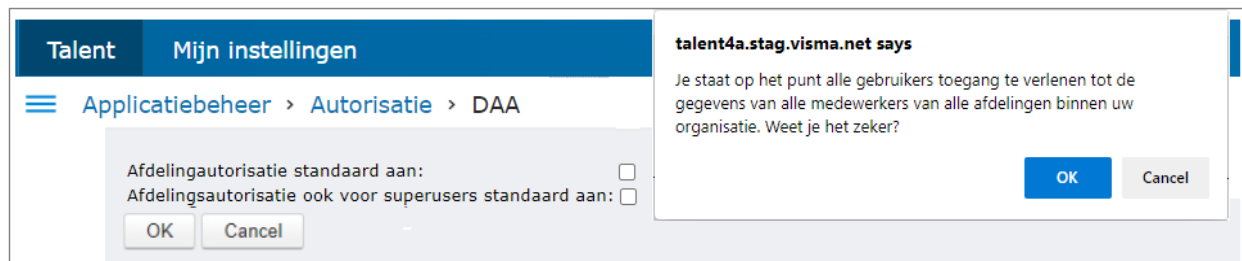 Talent Mijn instellingen
Applicatiebeheer > Autorisatie > DAA
Afdelingautorisatie standaard aan:
Afdelingsautorisatie ook voor superusers standaard aan:
OK Cancel
talent4a.stag.visma.net says
Je staat op het punt alle gebruikers toegang te verlenen tot de
gegevens van alle medewerkers van alle afdelingen binnen uw
organisatie. Weet je het zeker?
OK Cancel